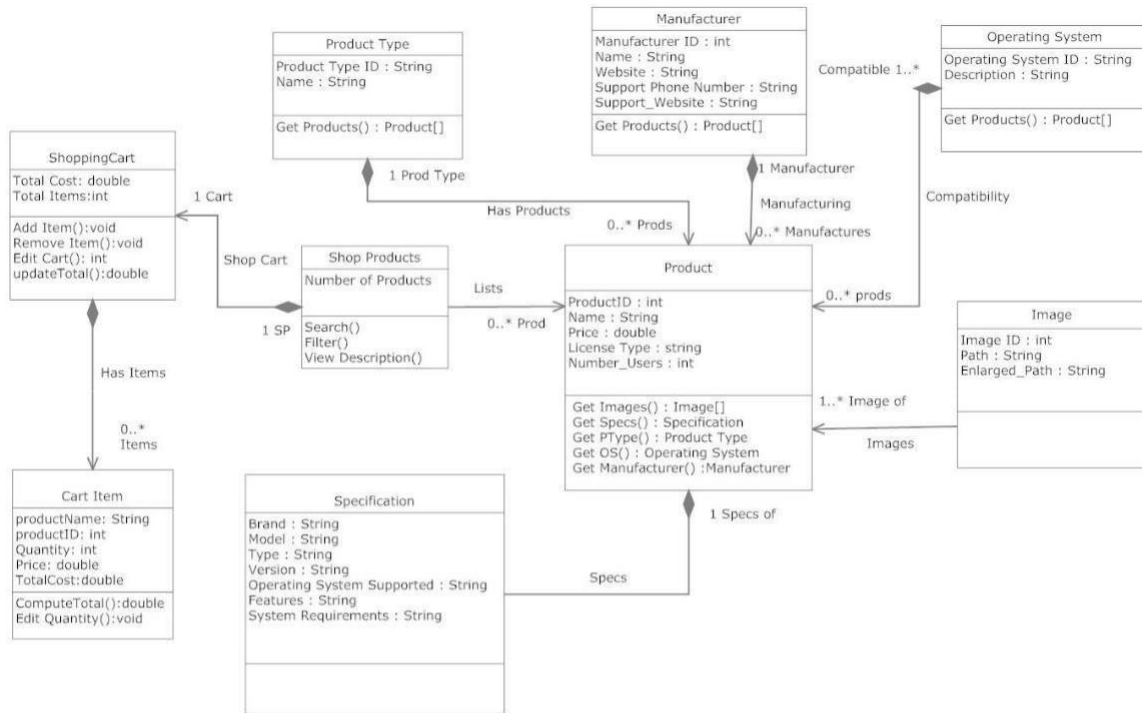 Product Type
Product Type ID : String
Name : String
Get Products() : Product[]
Manufacturer
Manufacturer ID : int
Name : String
Website : String
Support Phone Number : String
Support_Website : String
Get Products() : Product[]
Operating System
Operating System ID : String
Description : String
Get Products() : Product[]
Compatible 1..*
ShoppingCart
Total Cost: double
Total Items:int
Add Item():void
Remove Item():void
Edit Cart(): int
updateTotal():double
1 Cart
1 Prod Type
Has Products
0..* Prods
1 Manufacturer
Manufacturing
0..* Manufactures
Compatibility
0..* prods
Shop Cart
1 SP
Shop Products
Number of Products
Search()
Filter()
View Description()
Lists
0..* Prod
Product
ProductID : int
Name : String
Price : double
License Type : string
Number_Users : int
Get Images() : Image[]
Get Specs() : Specification
Get PType() : Product Type
Get OS() : Operating System
Get Manufacturer() :Manufacturer
Image
Image ID : int
Path : String
Enlarged_Path : String
1..* Image of
Images
Has Items
0..*
Items
Cart Item
productName: String
productID: int
Quantity: int
Price: double
TotalCost:double
ComputeTotal():double
Edit Quantity():void
Specification
Brand : String
Model : String
Type : String
Version : String
Operating System Supported : String
Features : String
System Requirements : String
Specs
1 Specs of